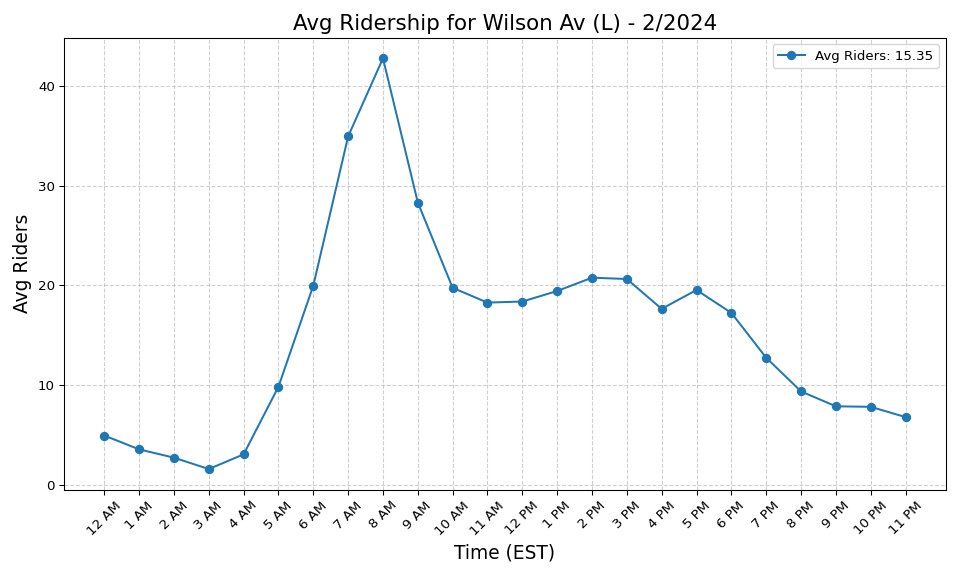 Avg Ridership for Wilson Av (L) - 2/2024
Avg Riders: 15.35
Avg Riders
40
30
20
10
0
12 AM 1 AM 2 AM 3 AM 4 AM 5 AM 6 AM 7 AM 8 AM 9 AM 10 AM 11 AM 12 PM 1 PM 2 PM 3 PM 4 PM 5 PM 6 PM 7 PM 8 PM 9 PM 10 PM 11 PM
Time (EST)